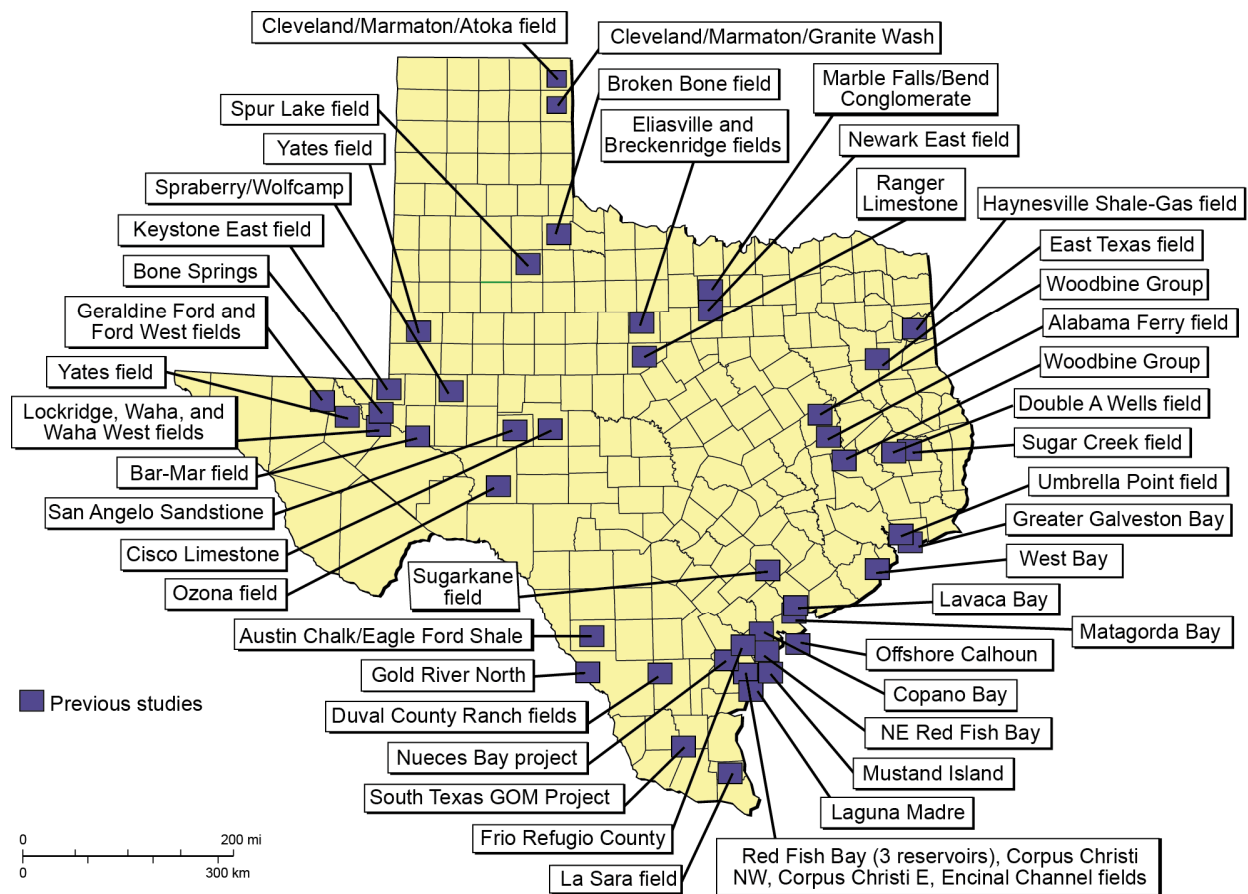 Cleveland/Marmaton/Atoka field
Cleveland/Marmaton/Granite Wash
Broken Bone field
Marble Falls/Bend
Conglomerate
Spur Lake field
Eliasville and
Breckenridge fields
Newark East field
Yates field
Ranger
Limestone
Spraberry/Wolfcamp
Haynesville Shale-Gas field
Keystone East field
East Texas field
Bone Springs
Woodbine Group
Geraldine Ford and
Ford West fields
Alabama Ferry field
Yates field
Woodbine Group
Lockridge, Waha, and
Waha West fields
Double A Wells field
Sugar Creek field
Bar-Mar field
Umbrella Point field
San Angelo Sandstione
Greater Galveston Bay
Cisco Limestone
West Bay
Ozona field
Sugarkane
field
Lavaca Bay
Matagorda Bay
Austin Chalk/Eagle Ford Shale
Offshore Calhoun
Gold River North
Copano Bay
Previous studies
Duval County Ranch fields
NE Red Fish Bay
Nueces Bay project
Mustand Island
South Texas GOM Project
Laguna Madre
Frio Refugio County
La Sara field
Red Fish Bay (3 reservoirs), Corpus Christi
NW, Corpus Christi E, Encinal Channel fields
0 200 mi
0 300 km